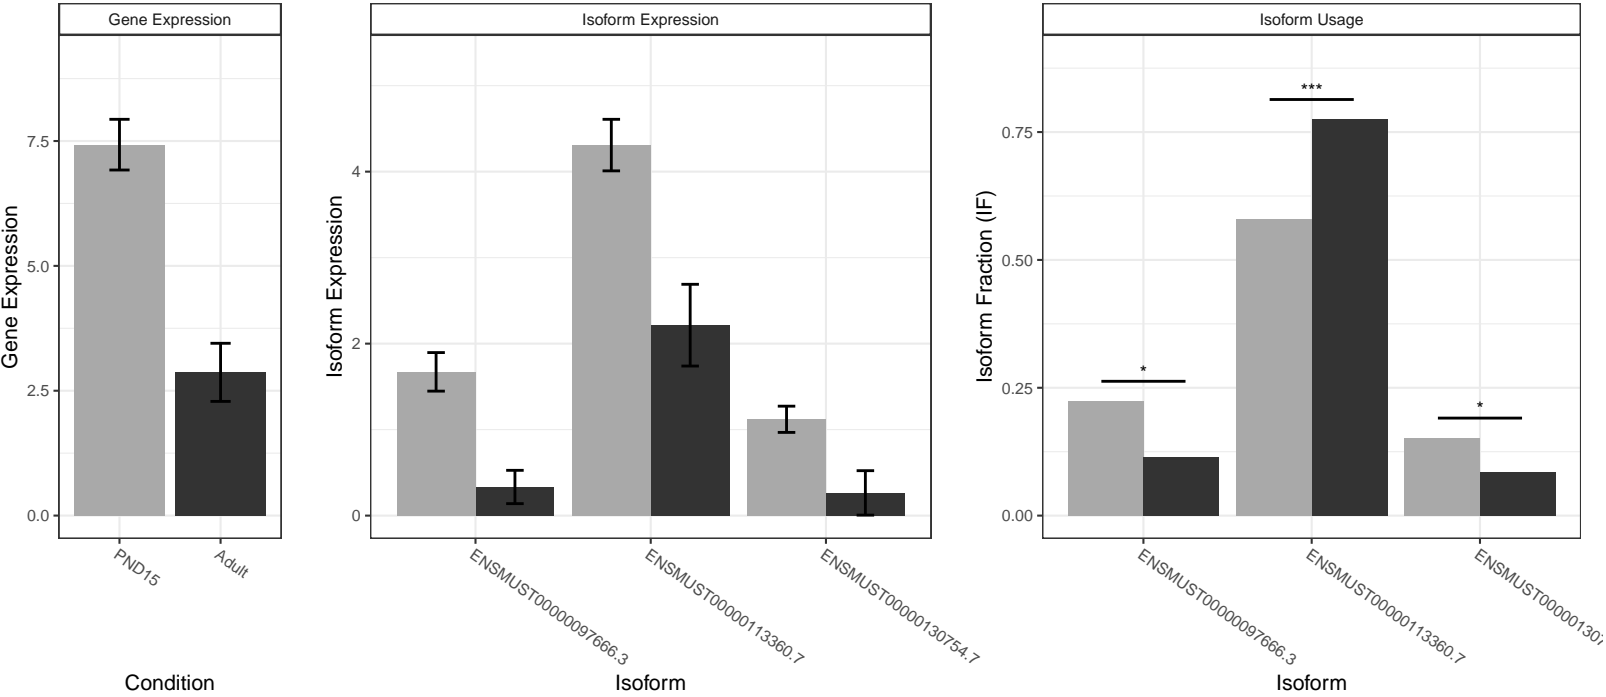 Gene Expression
Gene Expression
7.5
5.0
2.5
0.0
PND15
Adult
Condition
Isoform Expression
Isoform Expression
4
2
0
ENSMUST00000097666.3
ENSMUST00000113360.7
ENSMUST00000130754.7
Isoform
Isoform Usage
Isoform Fraction (IF)
0.75
0.50
0.25
0.00
*
***
*
ENSMUST00000097666.3
ENSMUST00000113360.7
ENSMUST000001307
Isoform